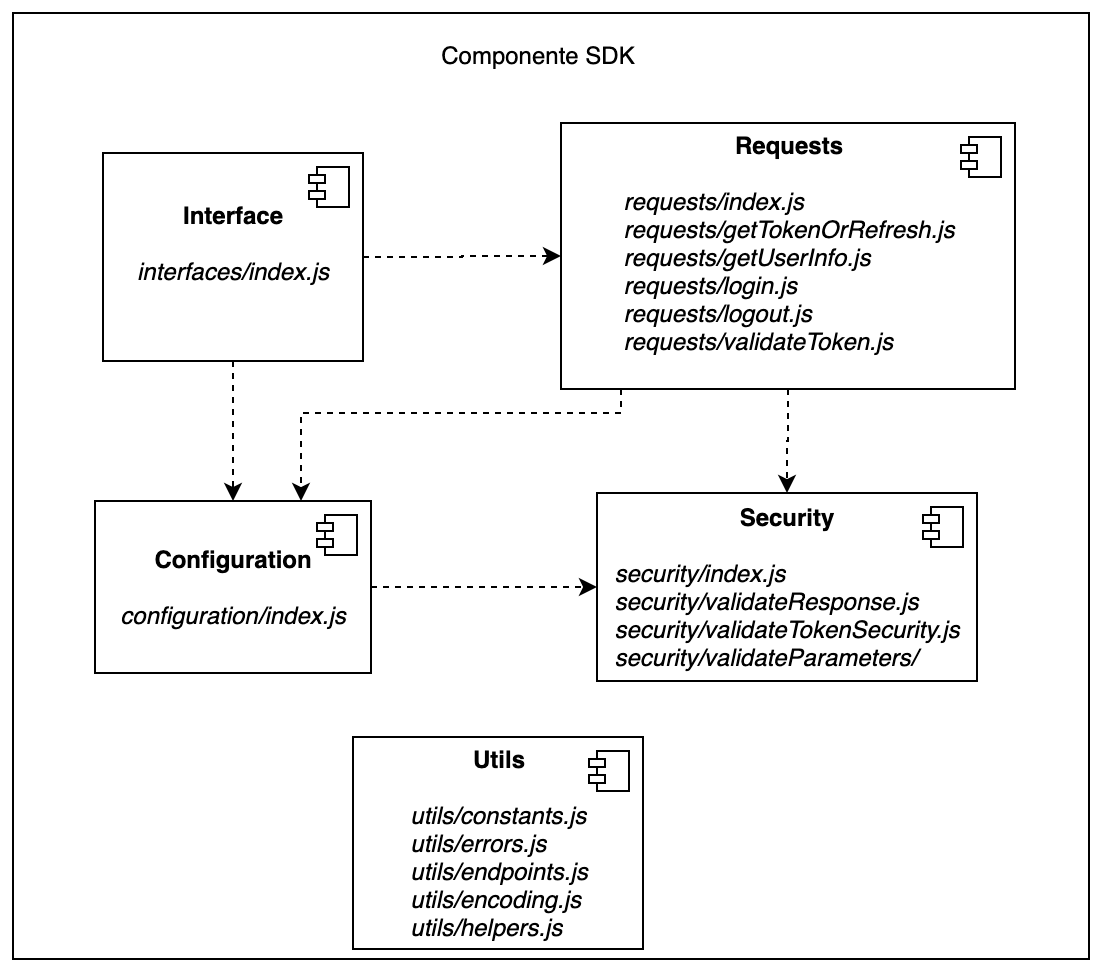 Componente SDK
Interface
interfaces/index.js
Requests
requests/index.js
requests/getTokenOrRefresh.js
requests/getUserInfo.js
requests/login.js
requests/logout.js
requests/validateToken.js
Configuration
configuration/index.js
Security
security/index.js
security/validateResponse.js
security/validateTokenSecurity.js
security/validateParameters/
Utils
utils/constants.js
utils/errors.js
utils/endpoints.js
utils/encoding.js
utils/helpers.js